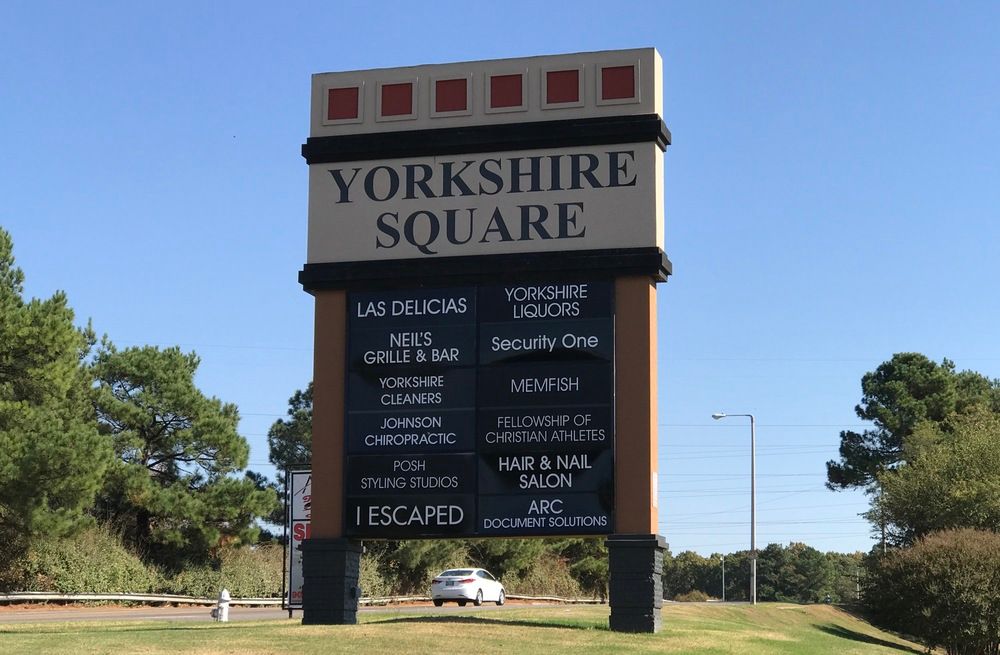 YORKSHIRE
SQUARE
LAS DELICIAS
NEIL'S
GRILLE & BAR
YORKSHIRE
CLEANERS
JOHNSON
CHIROPRACTIC
POSH
STYLING STUDIOS
I ESCAPED
YORKSHIRE
LIQUORS
Security One
MEMFISH
FELLOWSHIP OF
CHRISTIAN ATHLETES
HAIR & NAIL
SALON
ARC
DOCUMENT SOLUTIONS